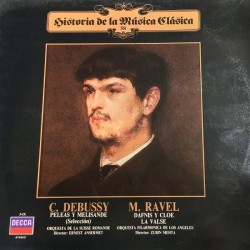 Historia de la Música Clásica
C. DEBUSSY
PELEAS Y MELISANDE
(Selección)
ORQUESTA DE LA SUISSE ROMANDE
Director: ERNEST ANSERMET
M. RAVEL
DAFNIS Y CLOE
LA VALSE
ORQUESTA FILARMONICA DE LOS ANGELES
Director: ZUBIN MEHTA
DECCA